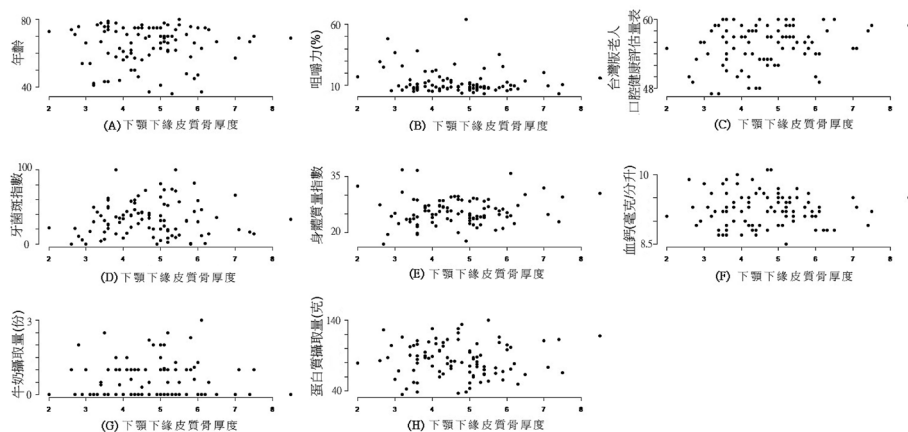 80
40
年齡
2 3 4 5 6 7 8
(A) 下顎下緣皮質骨厚度
10
咀嚼力(%)
2 3 4 5 6 7 8
(B) 下顎下緣皮質骨厚度
60
48
台灣版老人
口腔健康評估量表
2 3 4 5 6 7 8
(C) 下顎下緣皮質骨厚度
100
0
牙菌斑指數
2 3 4 5 6 7 8
(D) 下顎下緣皮質骨厚度
35
20
身體質量指數
2 3 4 5 6 7 8
(E) 下顎下緣皮質骨厚度
10
8.5
血鈣(毫克/分升)
2 3 4 5 6 7 8
(F) 下顎下緣皮質骨厚度
3
0
牛奶攝取量(份)
2 3 4 5 6 7 8
(G) 下顎下緣皮質骨厚度
140
40
蛋白質攝取量(克)
2 3 4 5 6 7 8
(H) 下顎下緣皮質骨厚度